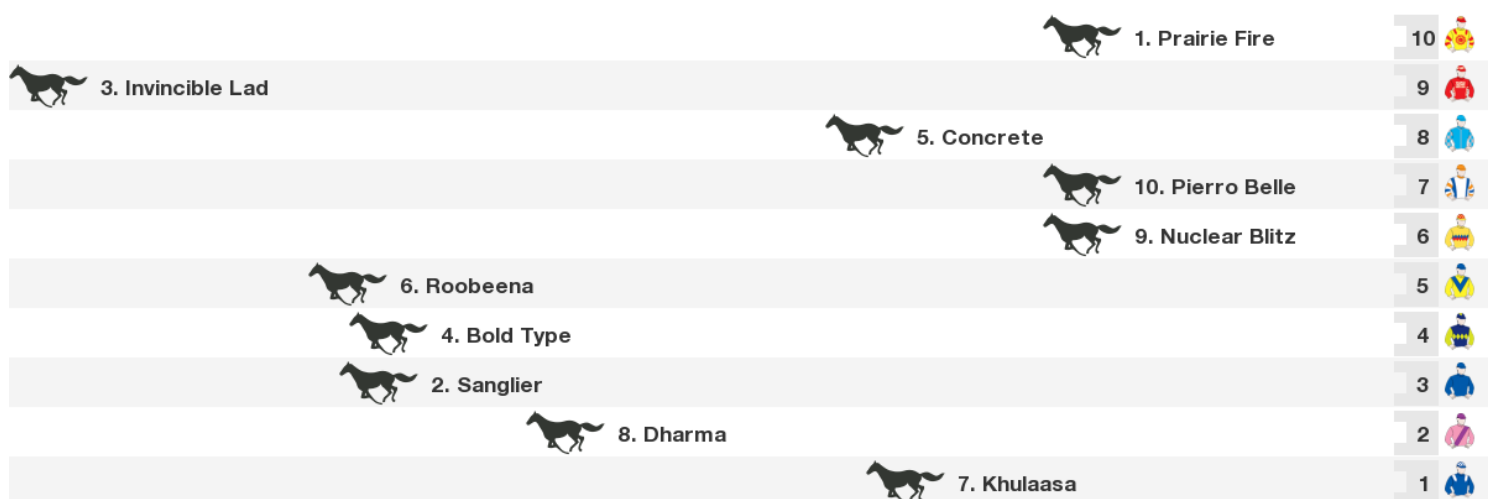 1. Prairie Fire 10
3. Invincible Lad 9
5. Concrete 8
10. Pierro Belle 7
9. Nuclear Blitz 6
6. Roobeena 5
4. Bold Type 4
2. Sanglier 3
8. Dharma 2
7. Khulaasa 1